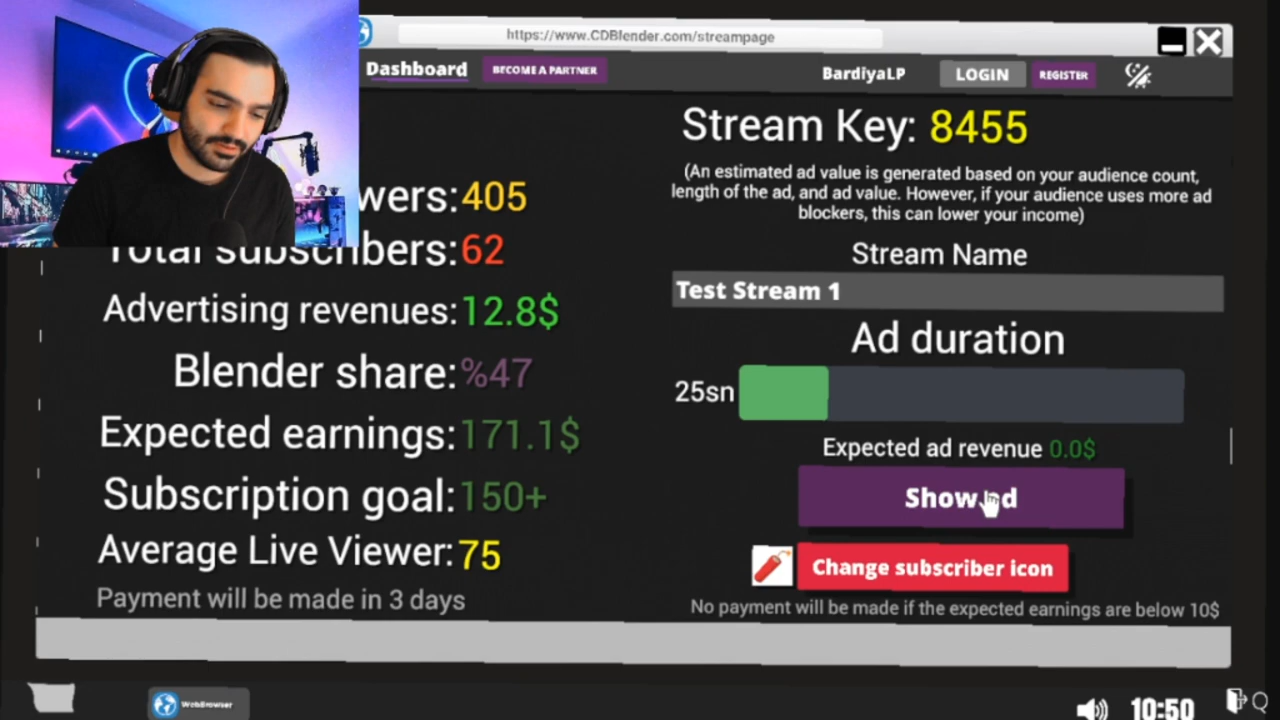 https://www.CDBlender.com/streampage
Dashboard
BECOME A PARTNER
BardiyaLP
LOGIN
REGISTER
Stream Key: 8455
(An estimated ad value is generated based on your audience count,
length of the ad, and ad value. However, if your audience uses more ad
blockers, this can lower your income)
wers:405
Total subscribers:62
Advertising revenues:12.8$
Blender share:%47
Expected earnings:171.1$
Subscription goal:150+
Average Live Viewer:75
Payment will be made in 3 days
Stream Name
Test Stream 1
Ad duration
25sn
Expected ad revenue 0.0$
Show ad
Change subscriber icon
No payment will be made if the expected earnings are below 10$
WebBrowser
10:50
Q